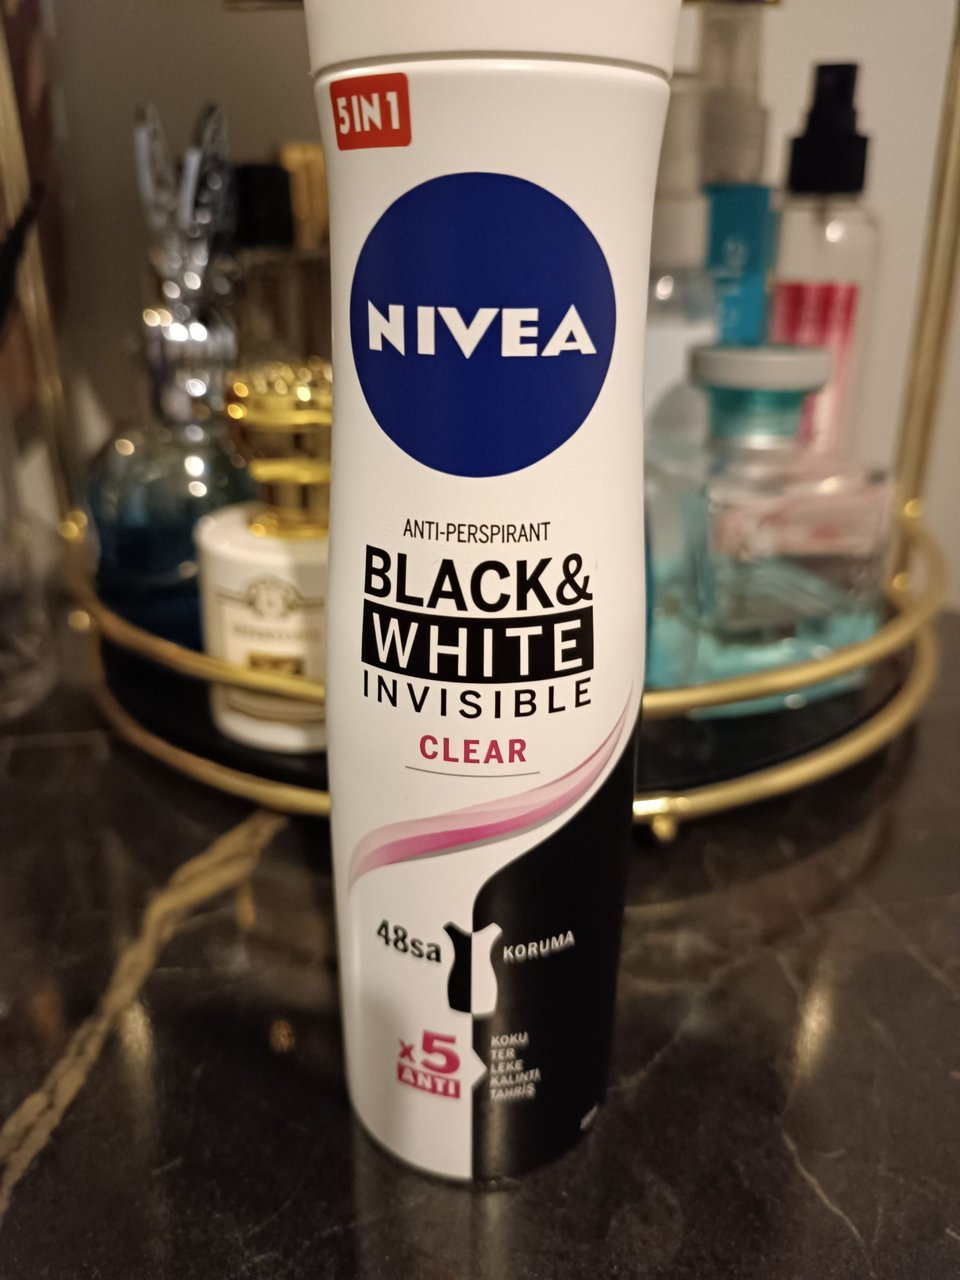 5IN1
NIVEA
ANTI-PERSPIRANT
BLACK&
WHITE
INVISIBLE
CLEAR
48sa KORUMA
x5
ANTI
KOKU
TER
LEKE
KALINTI
TAHRİŞ